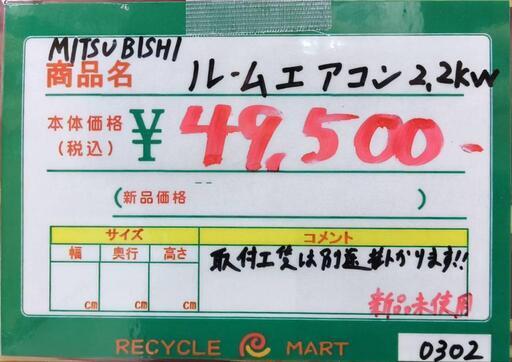 MITSUBISHI
商品名 ルームエアコン2,2kw
本体価格
(税込)
¥49,500-
(新品価格 )
サイズ コメント
幅 奥行 高さ
取付工賃は別途掛かります!!
cm cm cm
新品未使用
RECYCLE MART
0302